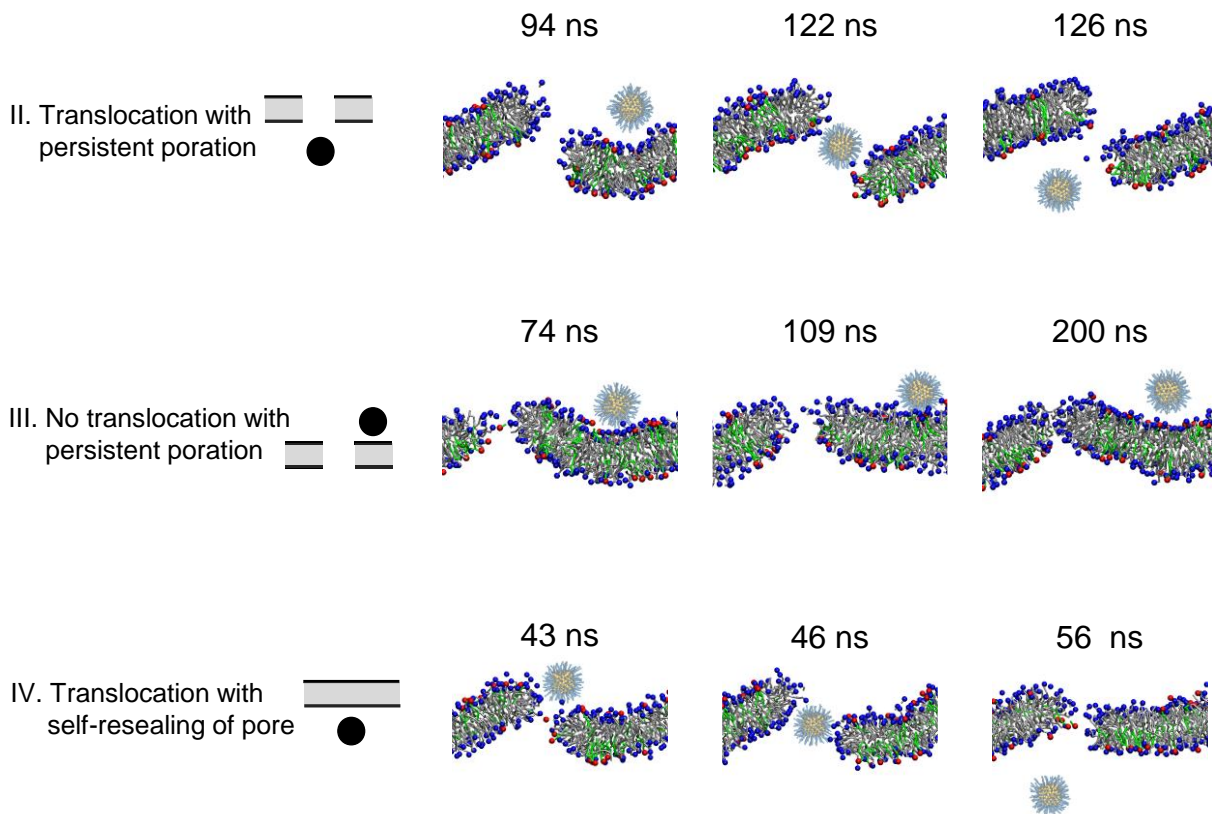 94 ns 122 ns 126 ns
II. Translocation with
persistent poration
74 ns 109 ns 200 ns
III. No translocation with
persistent poration
43 ns 46 ns 56 ns
IV. Translocation with
self-resealing of pore